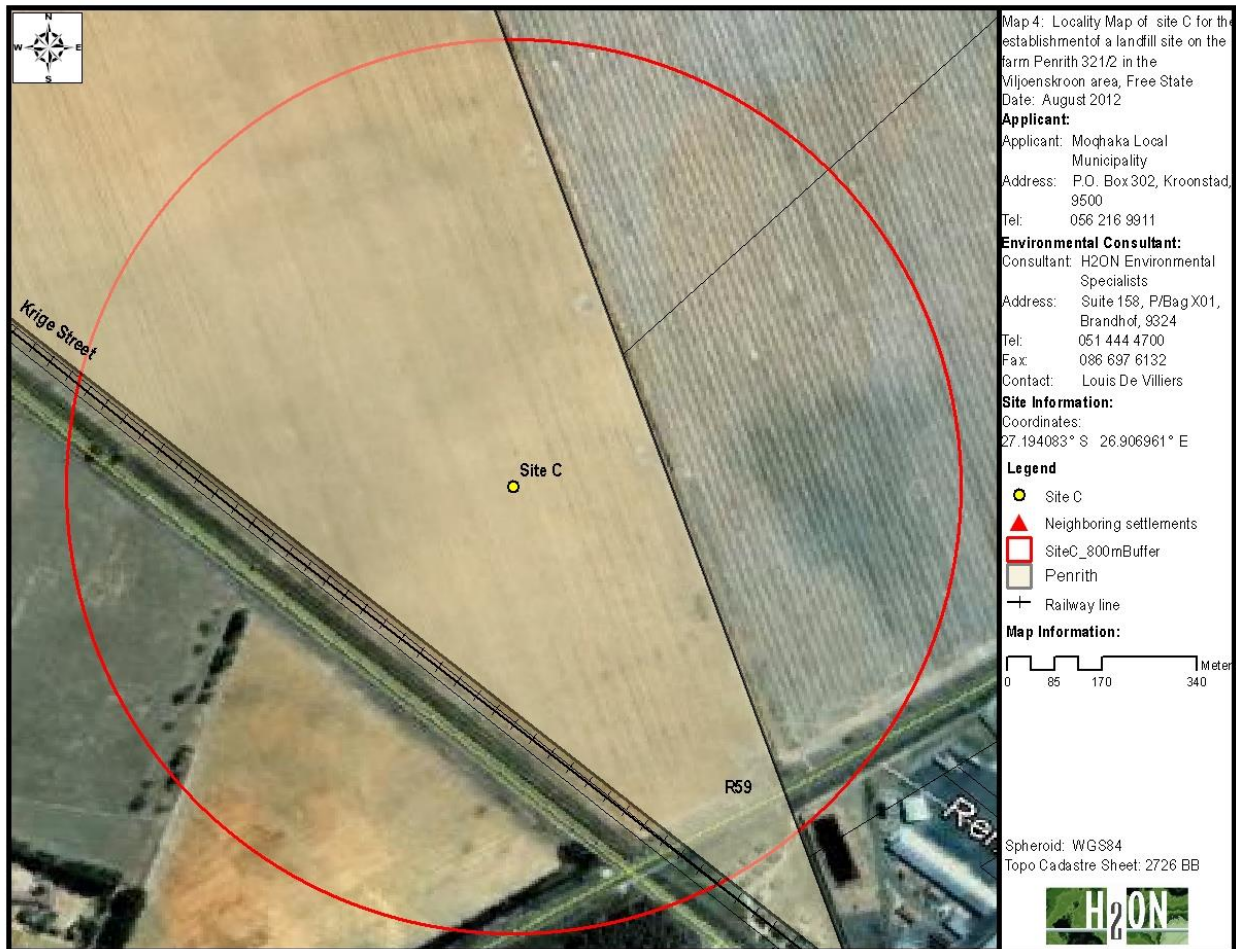 N
W E
S
Krige Street
Site C
R59
Ren
Map 4: Locality Map of site C for the
establishmentof a landfill site on the
farm Penrith 321/2 in the
Viljoenskroon area, Free State
Date: August 2012
Applicant:
Applicant: Moqhaka Local
Municipality
Address: P.O. Box 302, Kroonstad,
9500
Tel: 056 216 9911
Environmental Consultant:
Consultant: H2ON Environmental
Specialists
Address: Suite 158, P/Bag X01,
Brandhof, 9324
Tel: 051 444 4700
Fax: 086 697 6132
Contact: Louis De Villiers
Site Information:
Coordinates:
27.194083° S 26.906961° E
Legend
Site C
Neighboring settlements
SiteC_800mBuffer
Penrith
Railway line
Map Information:
Meter
0 85 170 340
Spheroid: WGS84
Topo Cadastre Sheet: 2726 BB
H2ON